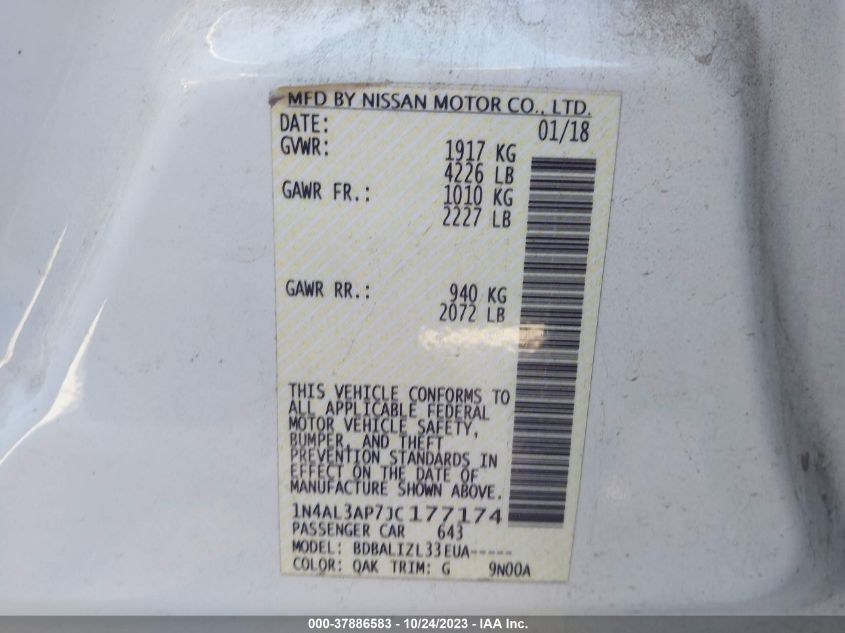 MFD BY NISSAN MOTOR CO., LTD.
DATE: 01/18
GVWR: 1917 KG
4226 LB
GAWR FR.: 1010 KG
2227 LB
GAWR RR.: 940 KG
2072 LB
THIS VEHICLE CONFORMS TO
ALL APPLICABLE FEDERAL
MOTOR VEHICLE SAFETY,
BUMPER, AND THEFT
PREVENTION STANDARDS IN
EFFECT ON THE DATE OF
MANUFACTURE SHOWN ABOVE.
1N4AL3AP7JC177174
PASSENGER CAR 643
MODEL: BDBALIZL33EUA-----
COLOR: QAK TRIM: G 9N00A
000-37886583 - 10/24/2023 - IAA Inc.